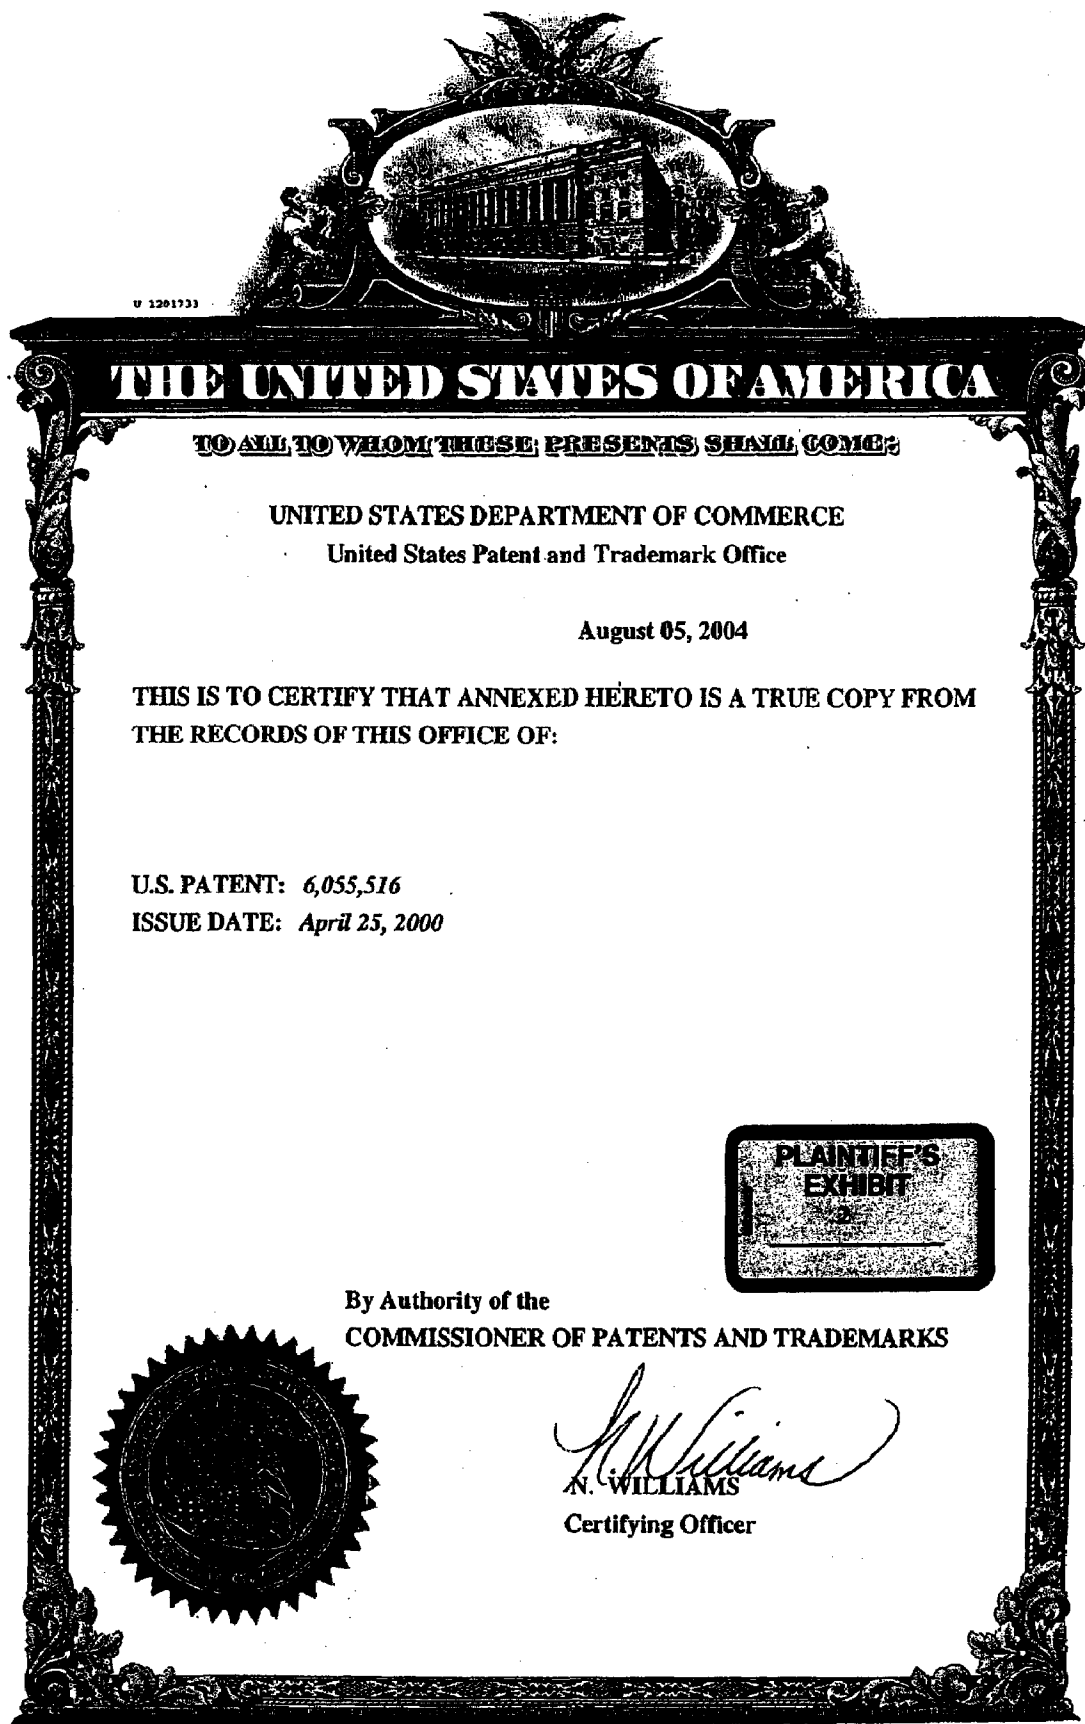 U 1201733
THE UNITED STATES OF AMERICA
TO ALL TO WHOM THESE PRESENTS SHALL COME:
UNITED STATES DEPARTMENT OF COMMERCE
United States Patent and Trademark Office
August 05, 2004
THIS IS TO CERTIFY THAT ANNEXED HERETO IS A TRUE COPY FROM
THE RECORDS OF THIS OFFICE OF:
U.S. PATENT: 6,055,516
ISSUE DATE: April 25, 2000
PLAINTIFF'S
EXHIBIT
2
By Authority of the
COMMISSIONER OF PATENTS AND TRADEMARKS
N. Williams
N. WILLIAMS
Certifying Officer